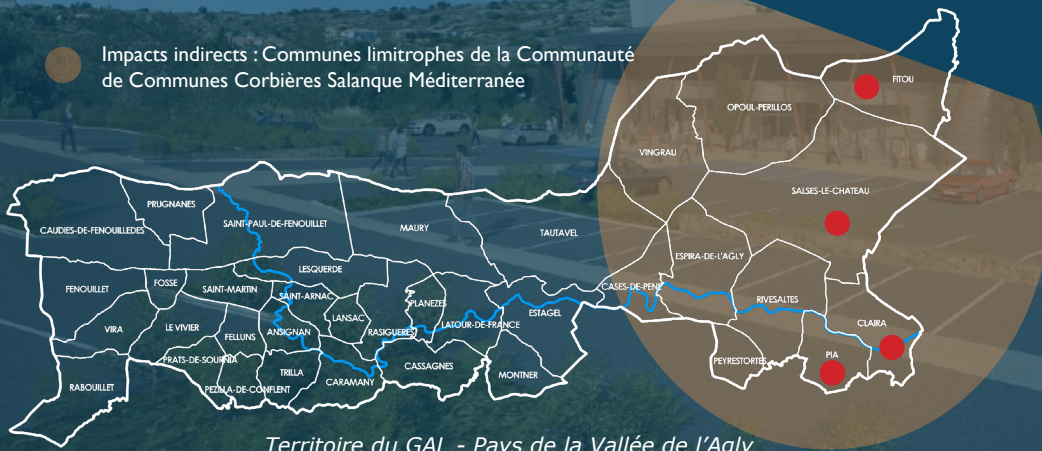 Impacts indirects : Communes limitrophes de la Communauté
de Communes Corbières Salanque Méditerranée
FITOU
OPOUL-PERILLOS
VINGRAU
SALSES-LE-CHATEAU
PRUGNANES
CAUDIES-DE-FENOUILLEDES
SAINT-PAUL-DE-FENOUILLET
MAURY
TAUTAVEL
ESPIRA-DE-L'AGLY
LESQUERDE
FOSSE
FENOUILLET
SAINT-MARTIN
SAINT-ARNAC
CASES-DE-PENE
RIVESALTES
PLANEZES
ESTAGEL
LANSAC
CLAIRA
VIRA
LE VIVIER
FELLUNS
ANSIGNAN
RASIGUERES
LATOUR-DE-FRANCE
PIA
PEYRESTORTES
PRATS-DE-SOURNIA
CASSAGNES
TRILLA
MONTNER
RABOUILLET
PEZILLA-DE-CONFLENT
CARAMANY
Territoire du GAL - Pays de la Vallée de l'Agly